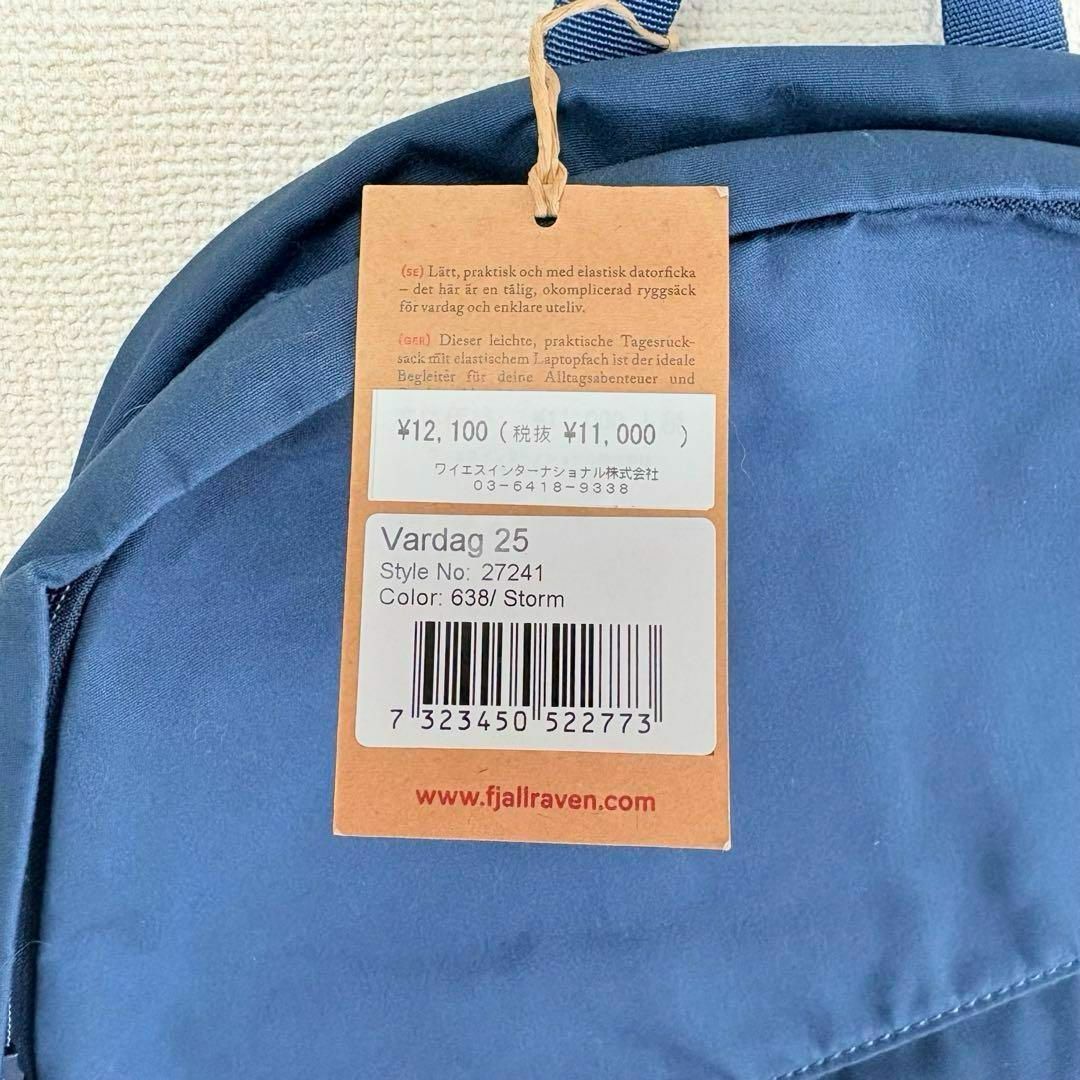 (SE) Lätt, praktisk och med elastisk datorficka
– det här är en tålig, okomplicerad ryggsäck
för vardag och enklare uteliv.
(GER) Dieser leichte, praktische Tagesruck-
sack mit elastischem Laptopfach ist der ideale
Begleiter für deine Alltagsabenteuer und
¥12,100 (税抜 ¥11,000 )
ワイエスインターナショナル株式会社
03-6418-9338
Vardag 25
Style No: 27241
Color: 638/ Storm
7 323450 522773
www.fjallraven.com